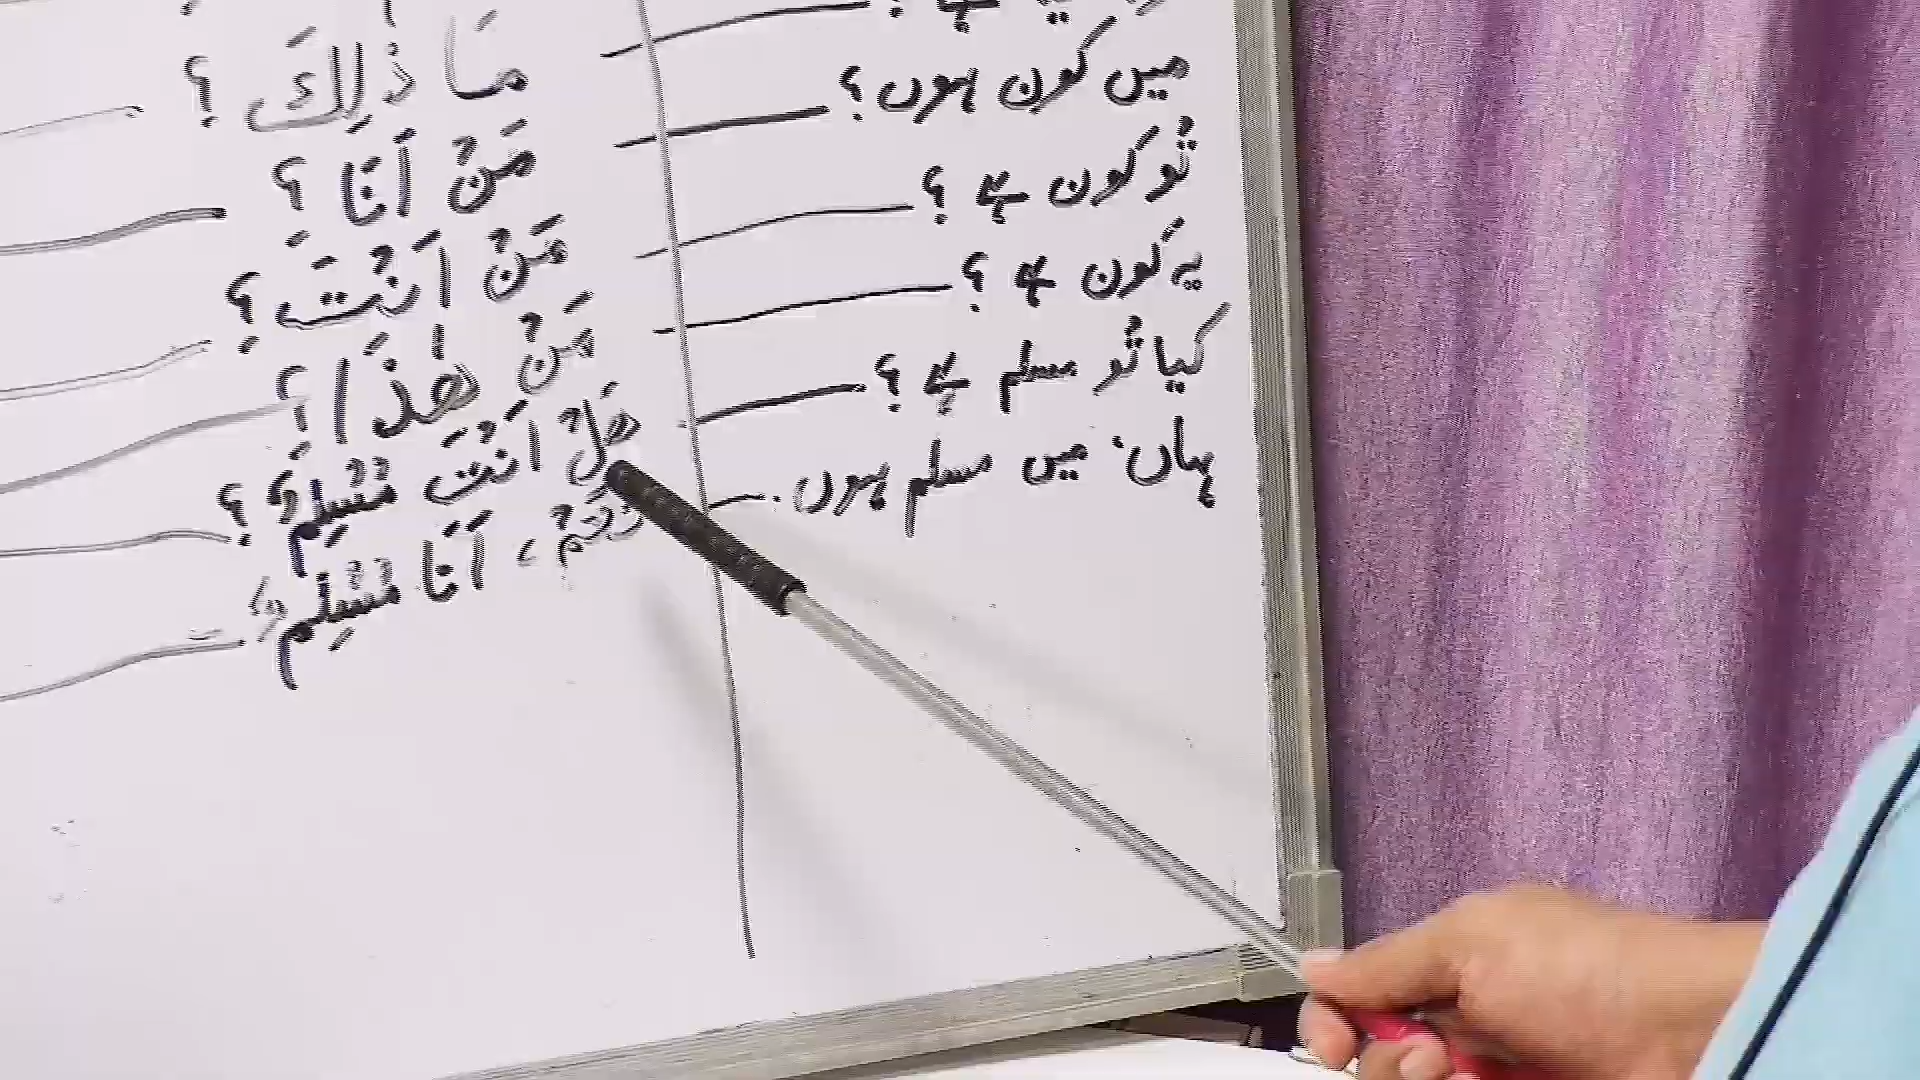 میں کون ہوں؟
مَا ذٰلِكَ ؟
تُو کون ہے ؟
مَنْ أَنَا ؟
یہ کون ہے ؟
مَنْ اَنْتَ ؟
کیا تُو مسلم ہے ؟
مَنْ هٰذَا ؟
ہاں، میں مسلم ہوں.
هَلْ اَنْتَ مُسْلِمٌ ؟
نَعَمْ ، أَنَا مُسْلِمٌ